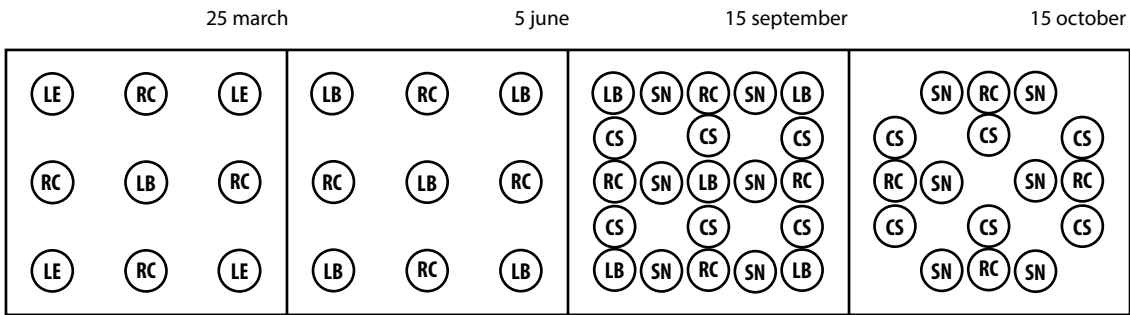 25 march 5 june 15 september 15 october
LE RC LE LB RC LB LB SN RC SN LB SN RC SN
CS CS CS CS CS CS
RC LB RC RC LB RC RC SN LB SN RC RC SN SN RC
CS CS CS CS CS CS
LE RC LE LB RC LB LB SN RC SN LB SN RC SN